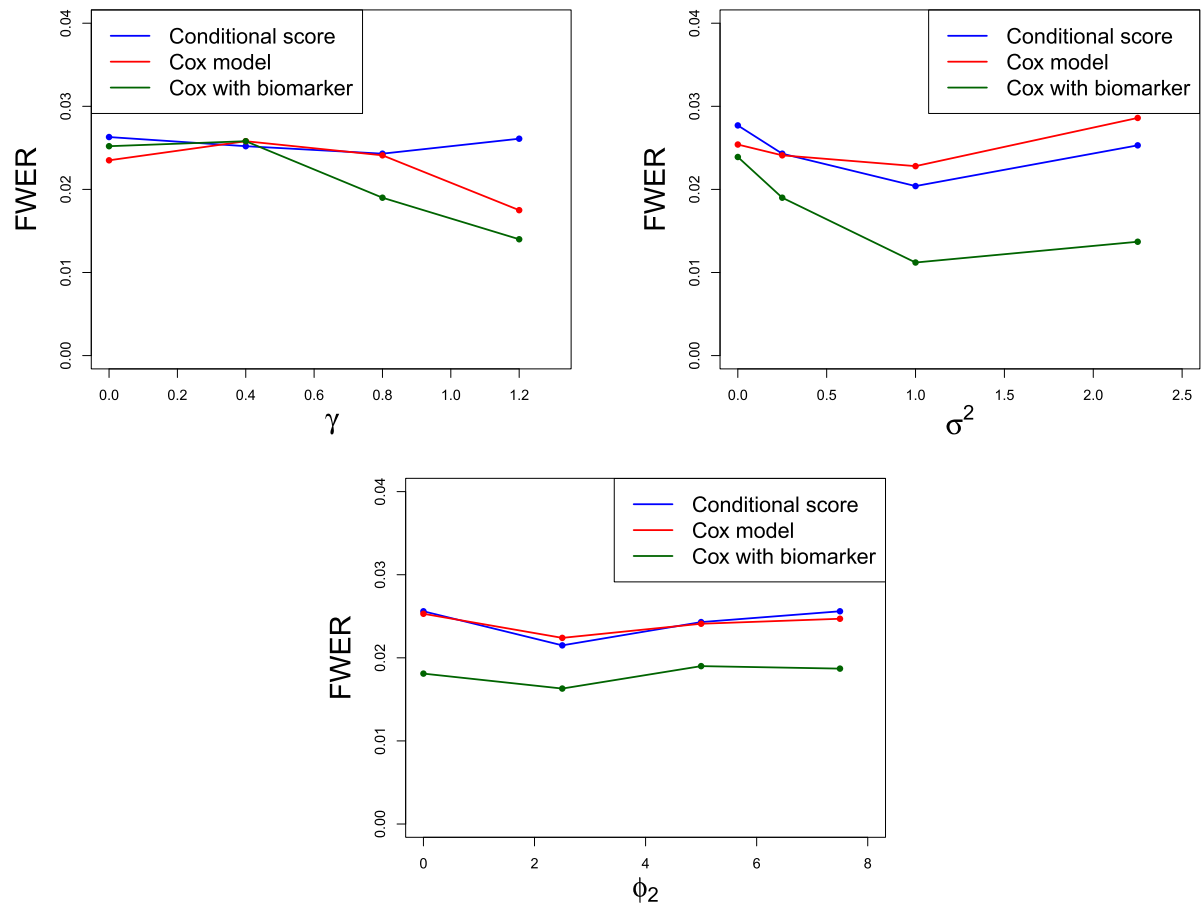 Conditional score
Cox model
Cox with biomarker
FWER
0.00 0.01 0.02 0.03 0.04
0.0 0.2 0.4 0.6 0.8 1.0 1.2
γ
Conditional score
Cox model
Cox with biomarker
FWER
0.00 0.01 0.02 0.03 0.04
0.0 0.5 1.0 1.5 2.0 2.5
σ²
Conditional score
Cox model
Cox with biomarker
FWER
0.00 0.01 0.02 0.03 0.04
0 2 4 6 8
ϕ₂